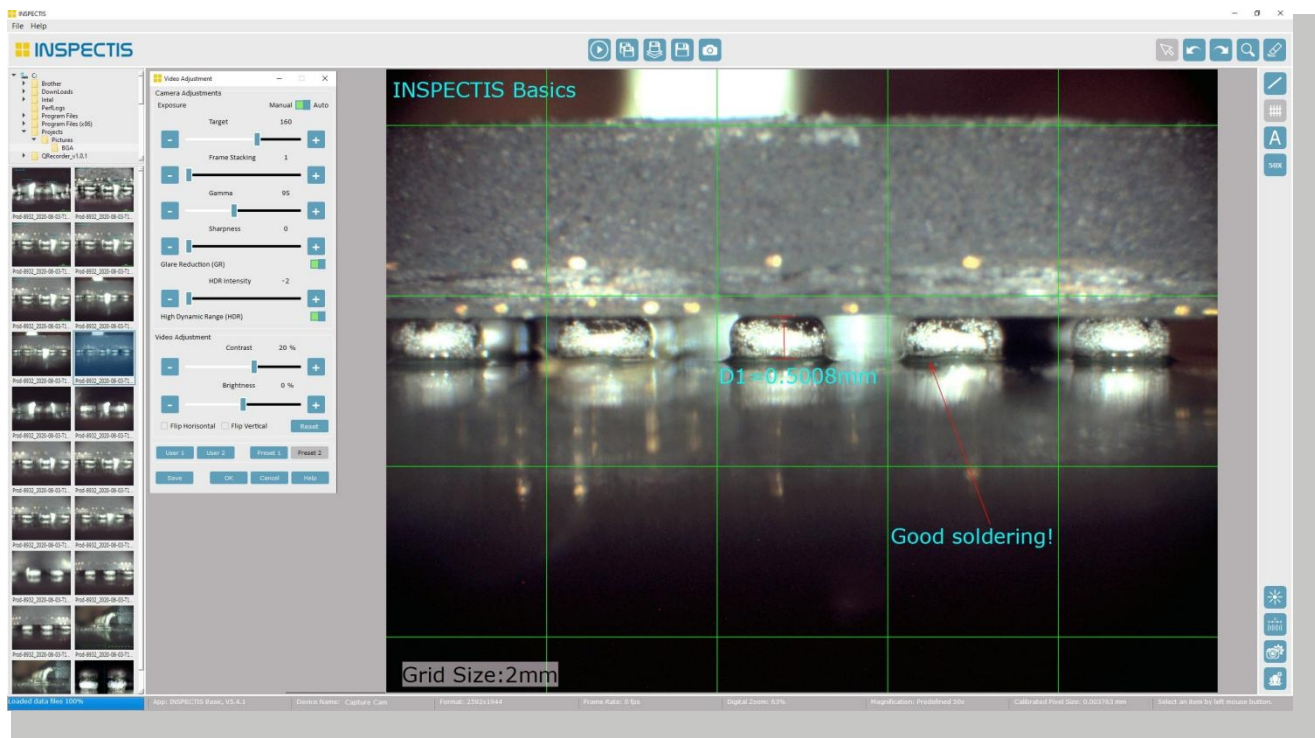 INSPECTIS
File Help
INSPECTIS
C:
Brother
DownLoads
Intel
PerfLogs
Program Files
Program Files (x86)
Projects
Pictures
BGA
QRecorder_v1.0.1
Video Adjustment
Camera Adjustments
Exposure Manual Auto
Target 160
- +
Frame Stacking 1
- +
Gamma 95
- +
Sharpness 0
- +
Glare Reduction (GR)
HDR Intensity -2
- +
High Dynamic Range (HDR)
Video Adjustment
Contrast 20 %
- +
Brightness 0 %
- +
Flip Horisontal Flip Vertical Reset
User 1 User 2 Preset 1 Preset 2
Save OK Cancel Help
INSPECTIS Basics
D1=0.5008mm
Good soldering!
Grid Size:2mm
A
50X
Loaded data files 100% App: INSPECTIS Basic, V5.4.1 Device Name: Capture Cam Format: 2592x1944 Frame Rate: 0 fps Digital Zoom: 63% Magnification: Predefined 50x Calibrated Pixel Size: 0.003763 mm Select an item by left mouse button.